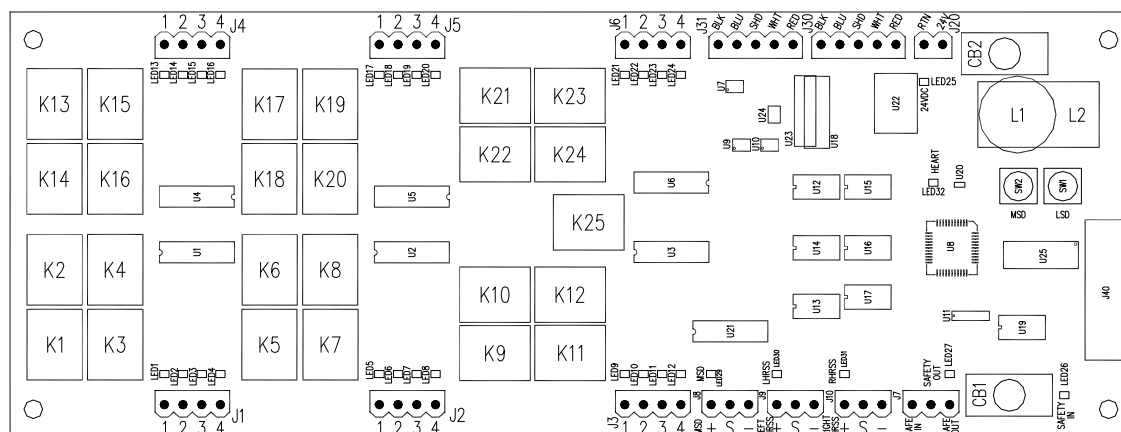 1 2 3 4 J4
1 2 3 4 J5
J6 1 2 3 4
J31 BLK BLU SHD WHT RED
J30 BLK BLU SHD WHT RED
RTN 24V J20
LED13 LED14 LED15 LED16
LED17 LED18 LED19 LED20
LED21 LED22 LED23 LED24
CB2
LED25
24VDC
K13 K15
K17 K19
K21 K23
U7
U24
U23 U18
U22
L1 L2
K14 K16
K18 K20
K22 K24
U9 U10
HEART
LED32
U20
U4
U5
U6
U12 U15
SW2 SW1
MSD LSD
K25
K2 K4
U1
K6 K8
U2
U3
U14 U16
U8
U25
J40
K10 K12
U13 U17
U11
U19
K1 K3
K5 K7
K9 K11
U21
LED1 LED2 LED3 LED4
LED5 LED6 LED7 LED8
LED9 LED10 LED11 LED12
MSD LED29
LHRSS LED30
RHRSS LED31
SAFETY OUT LED27
CB1
LED26
SAFETY IN
J1
1 2 3 4
J2
1 2 3 4
J3
1 2 3 4
J8
MSD + S -
J9
+ S -
J10
+ S -
J7
IN
OUT